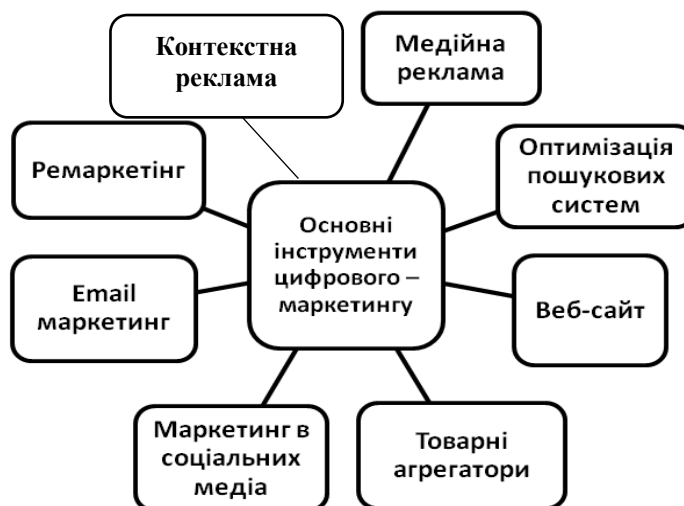 Контекстна
реклама
Медійна
реклама
Ремаркетінг
Оптимізація
пошукових
систем
Основні
інструменти
цифрового –
маркетингу
Email
маркетинг
Веб-сайт
Маркетинг в
соціальних
медіа
Товарні
агрегатори